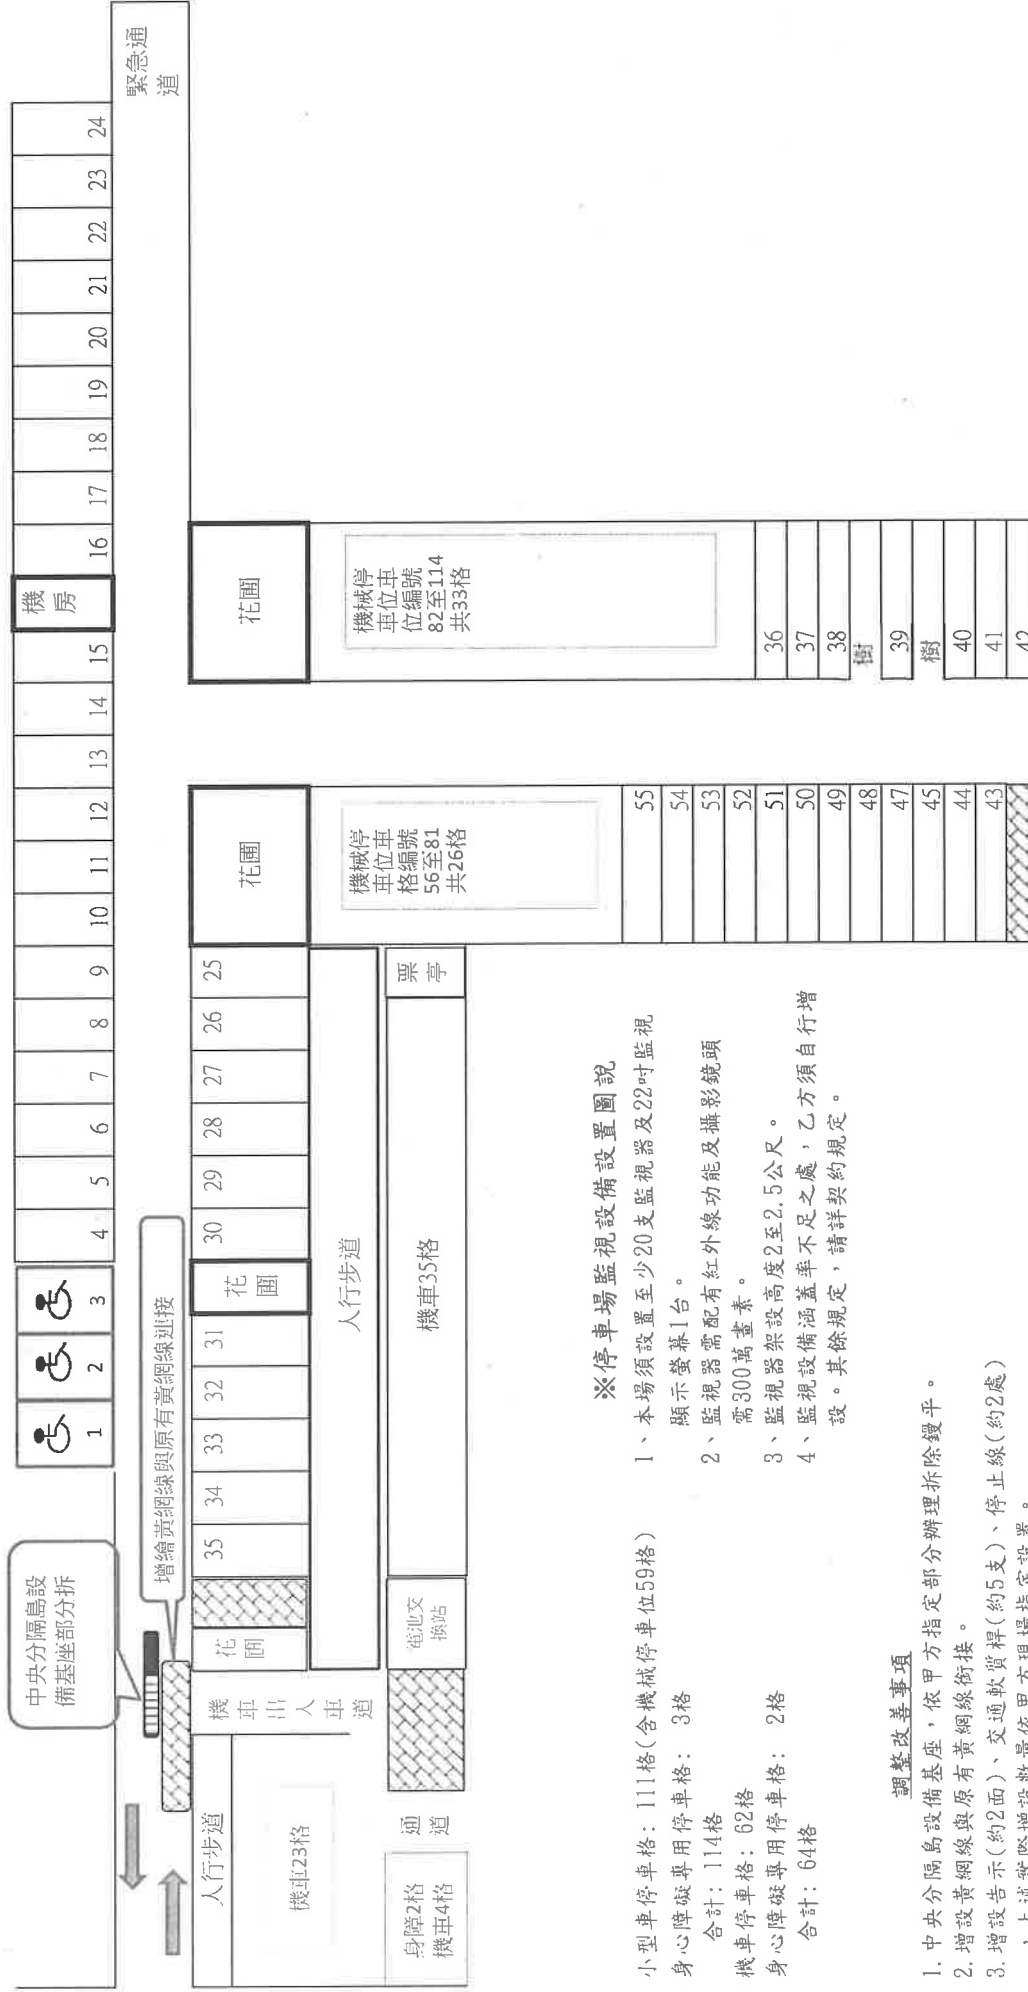 緊急通
道
24
23
22
21
20
19
18
17
16
機
房
15
14
13
12
11
10
9
8
7
6
5
4
3
2
1
中央分隔島設
備基座部分拆
增繪黃網線與原有黃網線連接
花圃
花圃
25
26
27
28
29
30
花
圃
31
32
33
34
35
花
圃
機
車
出
入
車
道
人行步道
人行步道
機車23格
票
亭
機車35格
電池交
換站
通
道
身障2格
機車4格
機械停
車位車
位編號
82至114
共33格
36
37
38
樹
39
樹
40
41
42
機械停
車位車
格編號
56至81
共26格
55
54
53
52
51
50
49
48
47
45
44
43
※停車場監視設備設置圖說
1、本場須設置至少20支監視器及22吋監視
顯示螢幕1台。
2、監視器需配有紅外線功能及攝影鏡頭
需300萬畫素。
3、監視器架設高度2至2.5公尺。
4、監視設備涵蓋率不足之處,乙方須自行增
設。其餘規定,請詳契約規定。
小型車停車格:111格(含機械停車位59格)
身心障礙專用停車格: 3格
合計:114格
機車停車格:62格
身心障礙專用停車格: 2格
合計:64格
調整改善事項
1.中央分隔島設備基座,依甲方指定部分辦理拆除鏝平。
2.增設黃網線與原有黃網線銜接。
3.增設告示(約2面)、交通軟質桿(約5支)、停止線(約2處)
,上述實際增設數量依甲方現場指定設置。